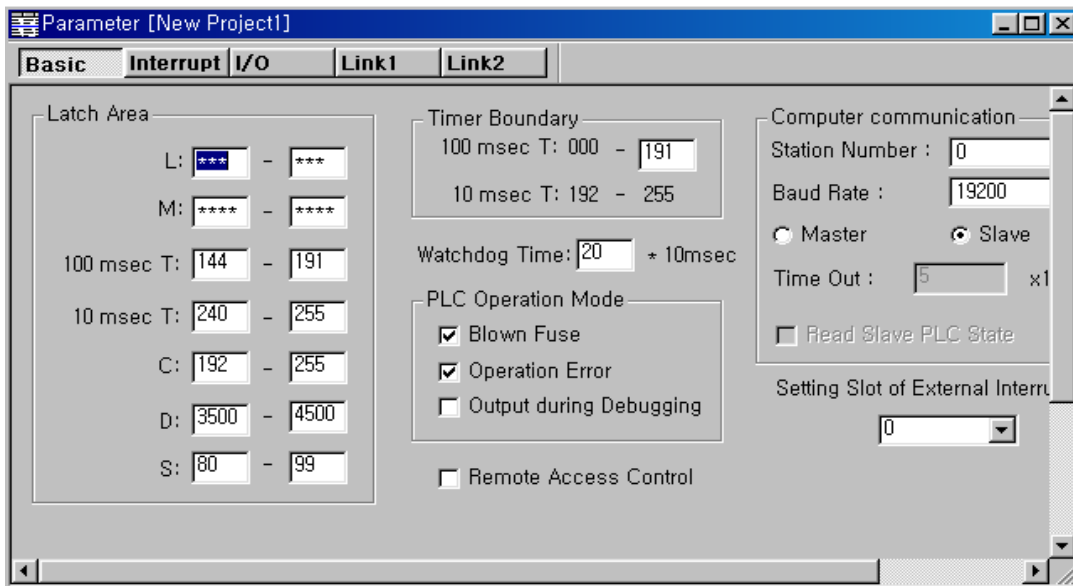 Parameter [New Project1]
Basic Interrupt I/O Link1 Link2
Latch Area
L: *** - ***
M: **** - ****
100 msec T: 144 - 191
10 msec T: 240 - 255
C: 192 - 255
D: 3500 - 4500
S: 80 - 99
Timer Boundary
100 msec T: 000 - 191
10 msec T: 192 - 255
Watchdog Time: 20 * 10msec
PLC Operation Mode
Blown Fuse
Operation Error
Output during Debugging
Remote Access Control
Computer communication
Station Number : 0
Baud Rate : 19200
Master Slave
Time Out : 5 x1
Read Slave PLC State
Setting Slot of External Interru
0